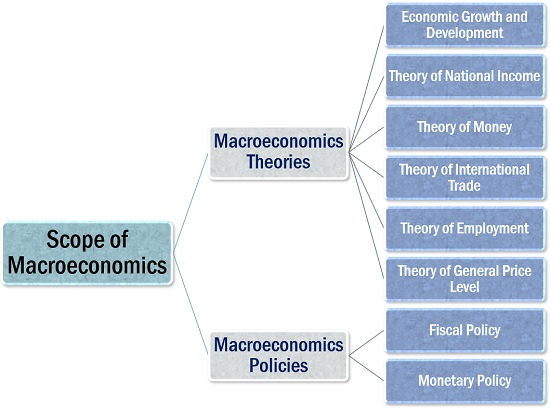 Scope of
Macroeconomics
Macroeconomics
Theories
Economic Growth and
Development
Theory of National Income
Theory of Money
Theory of International
Trade
Theory of Employment
Theory of General Price
Level
Macroeconomics
Policies
Fiscal Policy
Monetary Policy